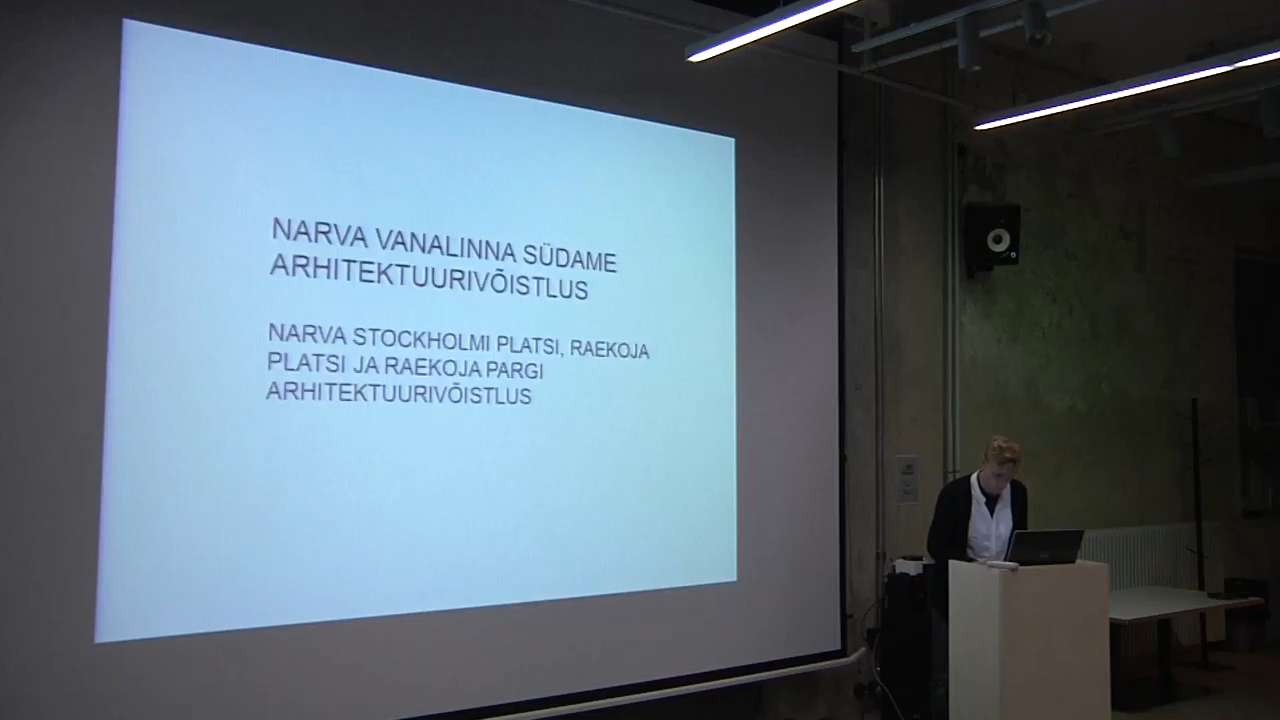 NARVA VANALINNA SÜDAME
ARHITEKTUURIVÕISTLUS
NARVA STOCKHOLMI PLATSI, RAEKOJA
PLATSI JA RAEKOJA PARGI
ARHITEKTUURIVÕISTLUS